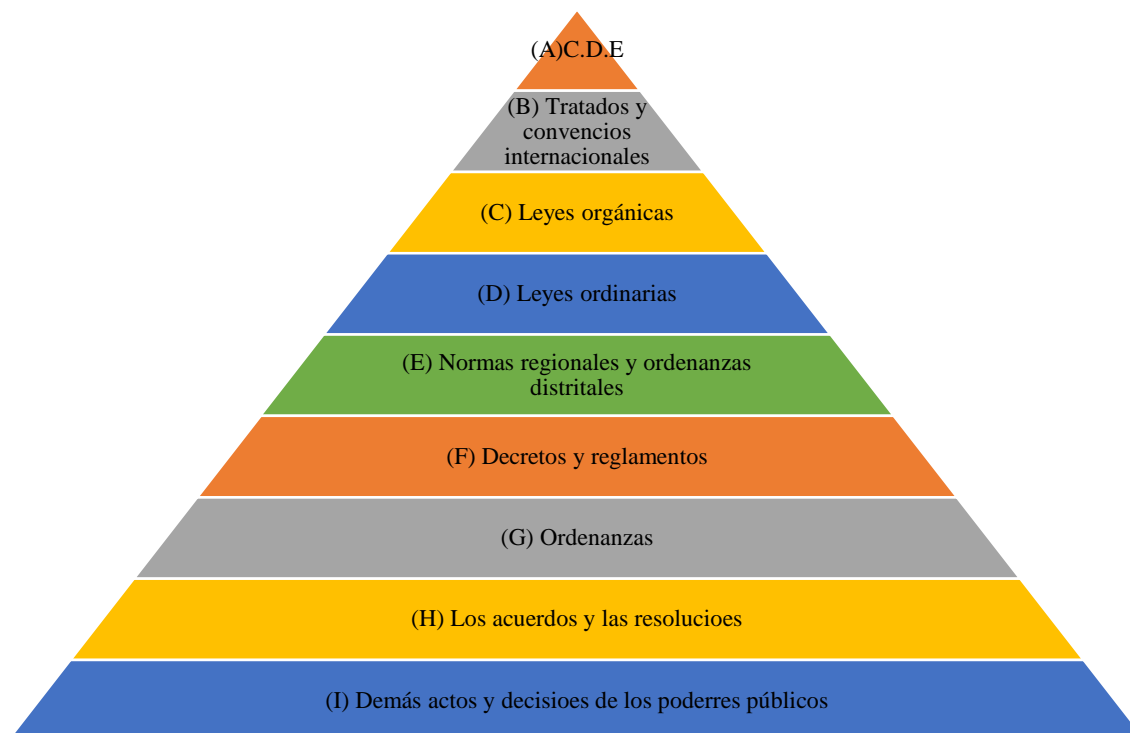 (A)C.D.E
(B) Tratados y
convencios
internacionales
(C) Leyes orgánicas
(D) Leyes ordinarias
(E) Normas regionales y ordenanzas
distritales
(F) Decretos y reglamentos
(G) Ordenanzas
(H) Los acuerdos y las resolucioes
(I) Demás actos y decisioes de los poderres públicos